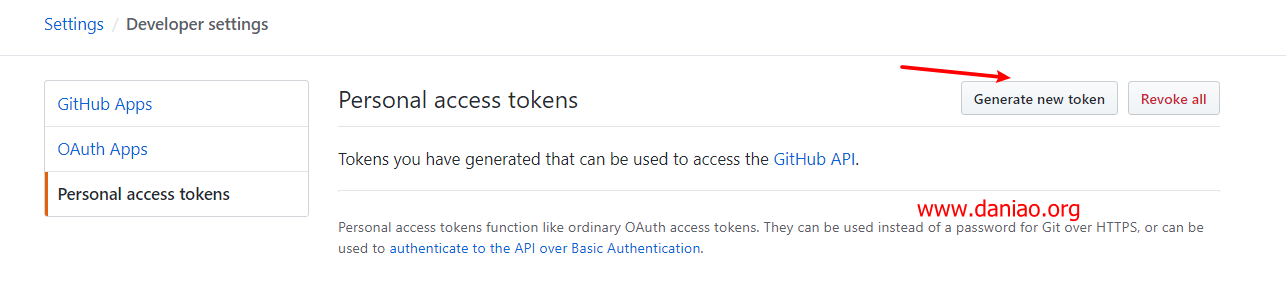 Settings / Developer settings
GitHub Apps
OAuth Apps
Personal access tokens
Personal access tokens
Generate new token
Revoke all
Tokens you have generated that can be used to access the GitHub API.
www.daniao.org
Personal access tokens function like ordinary OAuth access tokens. They can be used instead of a password for Git over HTTPS, or can be
used to authenticate to the API over Basic Authentication.